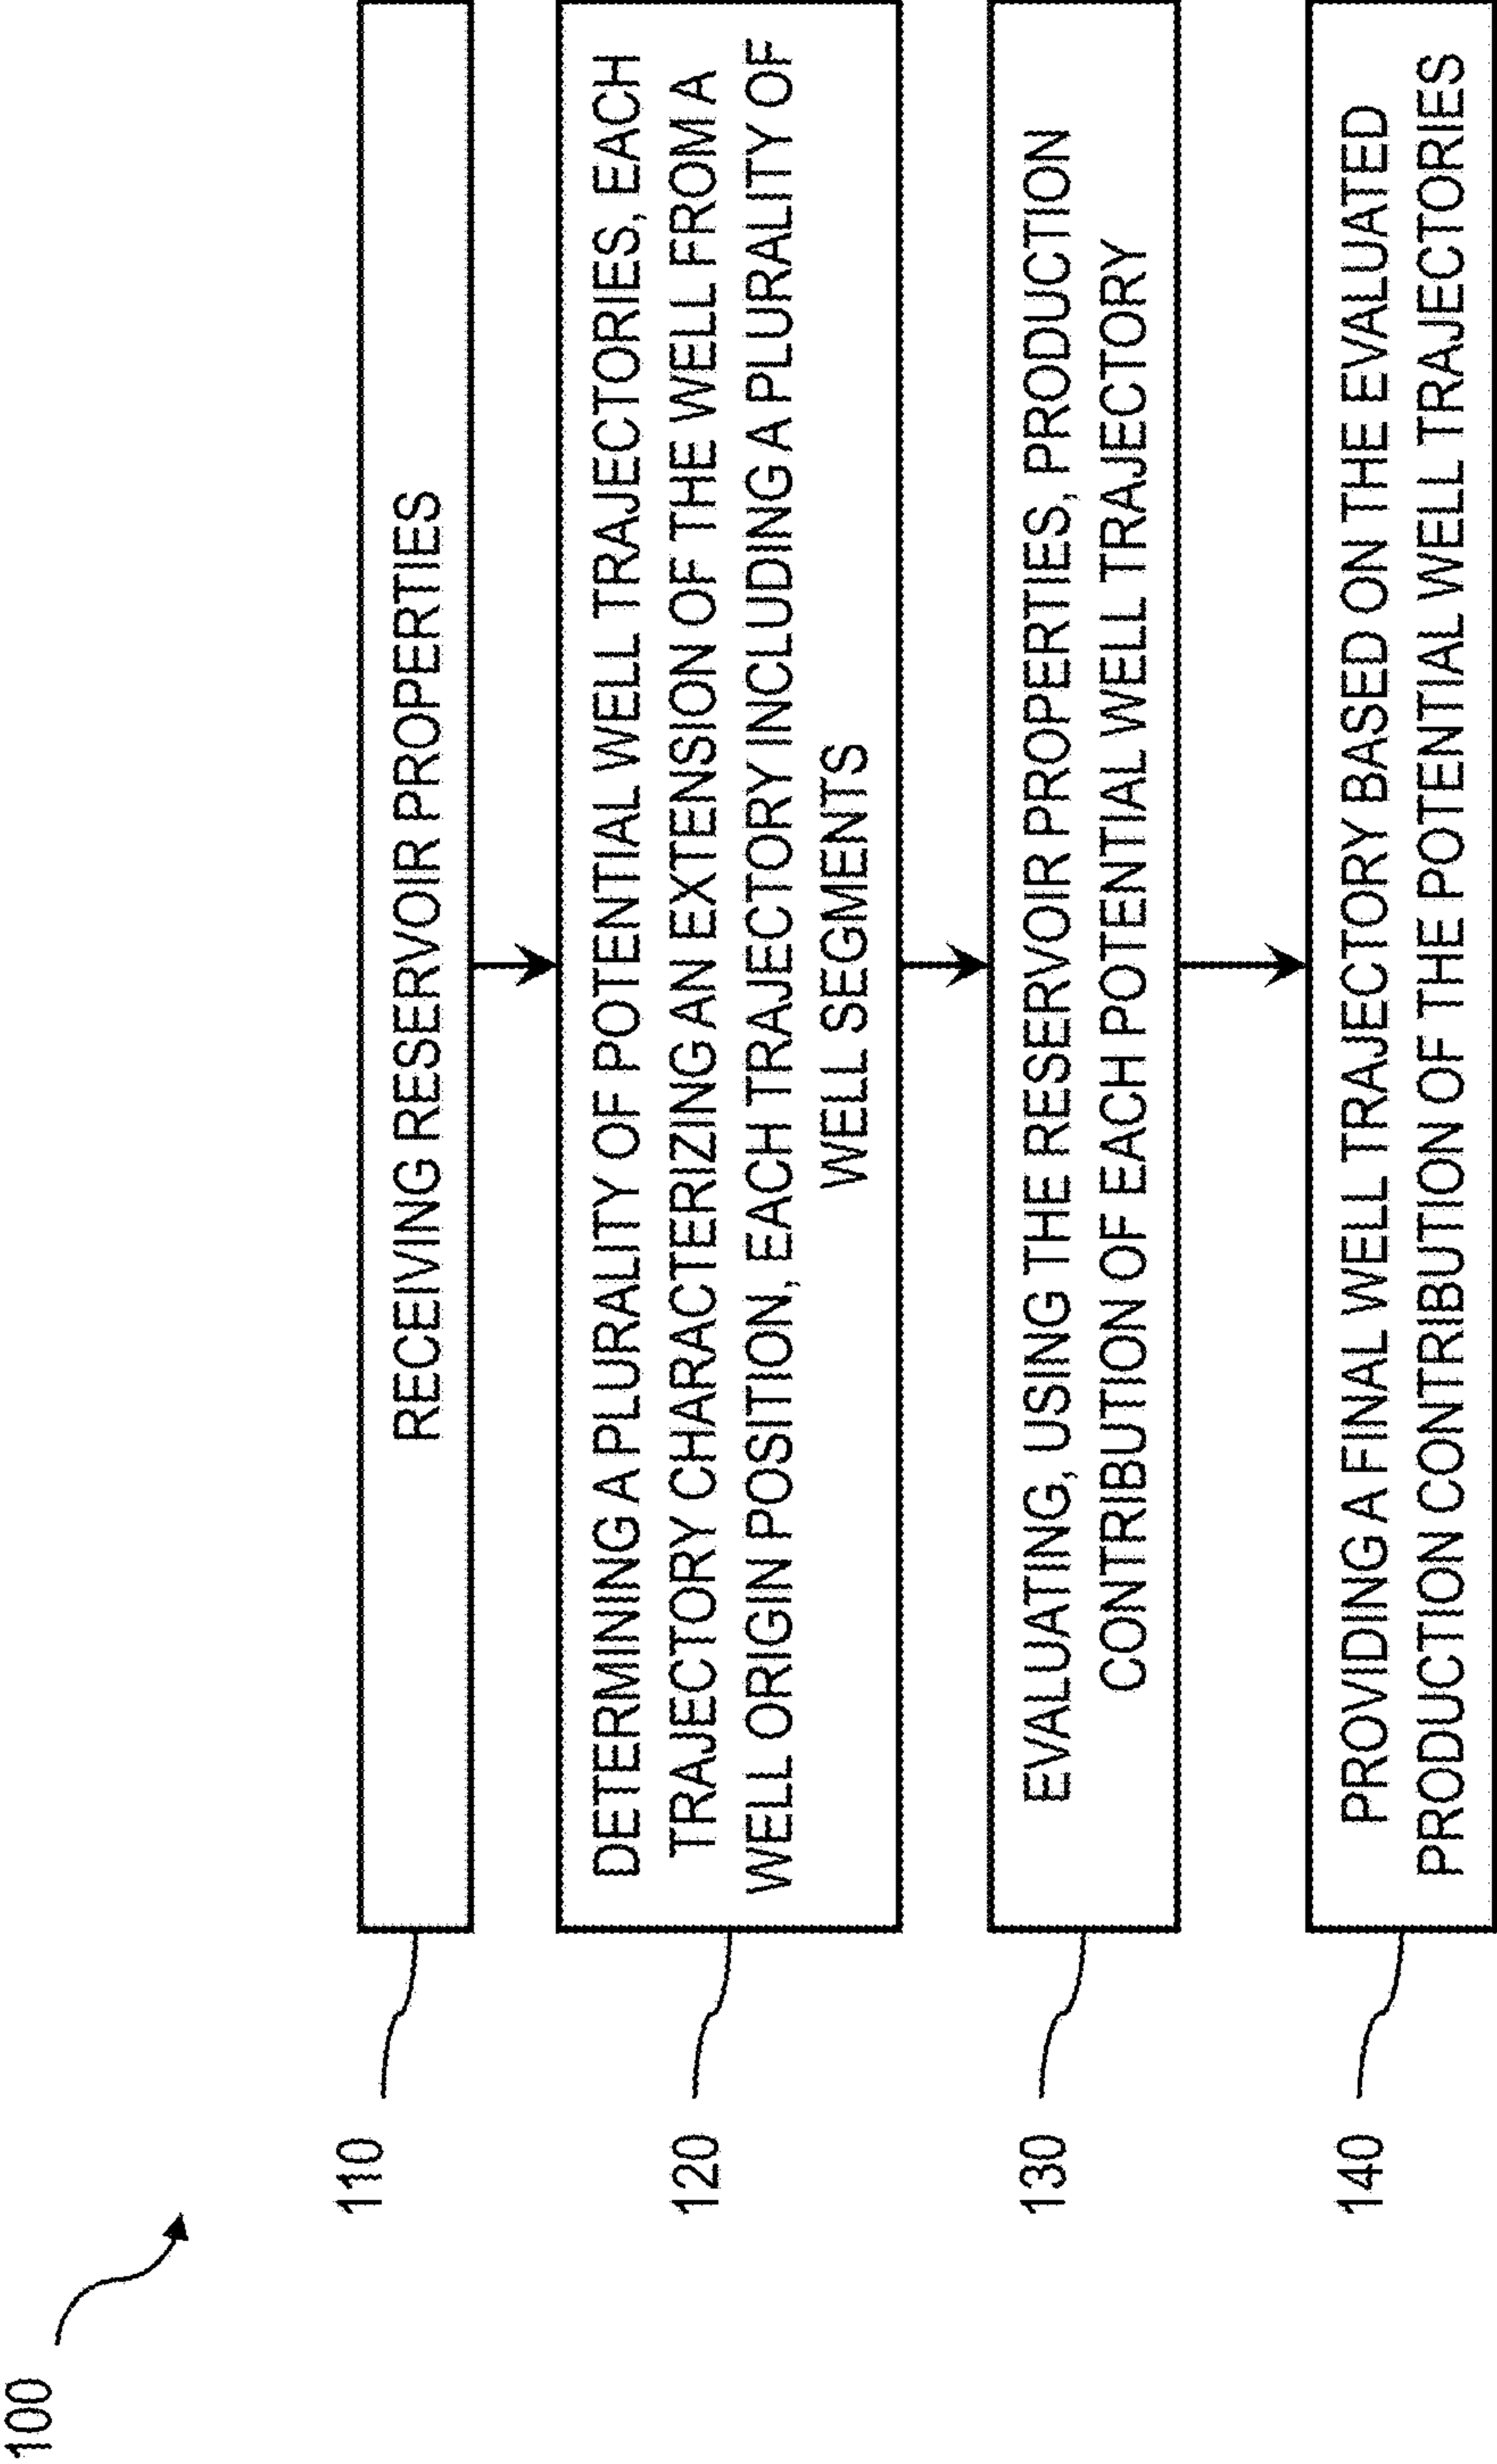 100
110
RECEIVING RESERVOIR PROPERTIES
120
DETERMINING A PLURALITY OF POTENTIAL WELL TRAJECTORIES, EACH
TRAJECTORY CHARACTERIZING AN EXTENSION OF THE WELL FROM A
WELL ORIGIN POSITION, EACH TRAJECTORY INCLUDING A PLURALITY OF
WELL SEGMENTS
130
EVALUATING, USING THE RESERVOIR PROPERTIES, PRODUCTION
CONTRIBUTION OF EACH POTENTIAL WELL TRAJECTORY
140
PROVIDING A FINAL WELL TRAJECTORY BASED ON THE EVALUATED
PRODUCTION CONTRIBUTION OF THE POTENTIAL WELL TRAJECTORIES